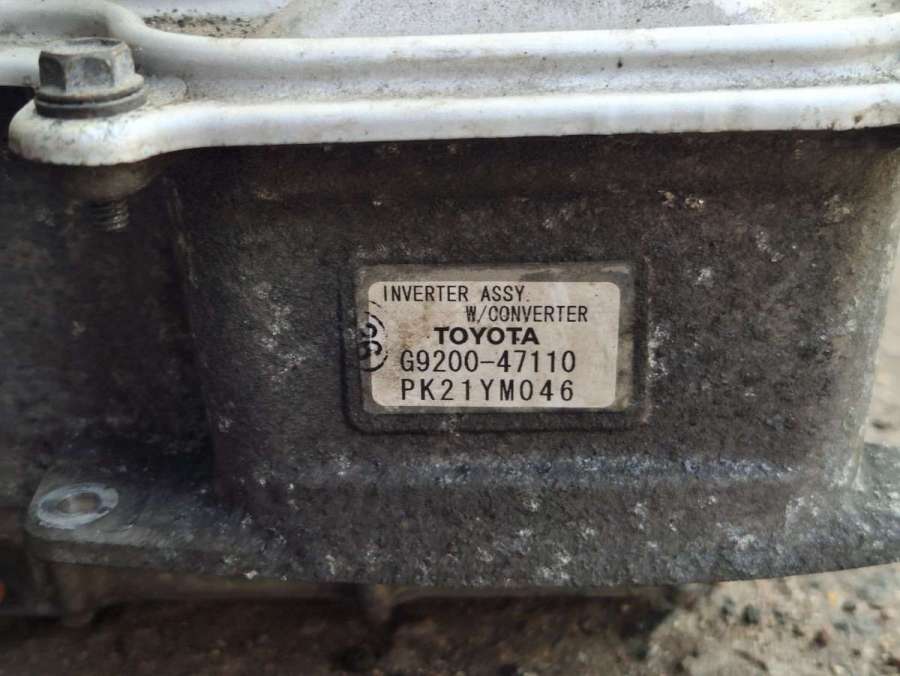 INVERTER ASSY.
W/CONVERTER
TOYOTA
G9200-47110
PK21YM046